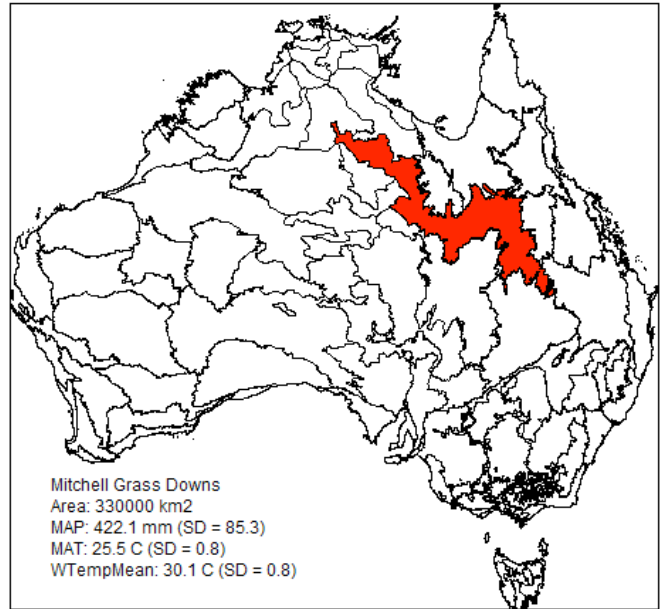 Mitchell Grass Downs
Area: 330000 km2
MAP: 422.1 mm (SD = 85.3)
MAT: 25.5 C (SD = 0.8)
WTempMean: 30.1 C (SD = 0.8)